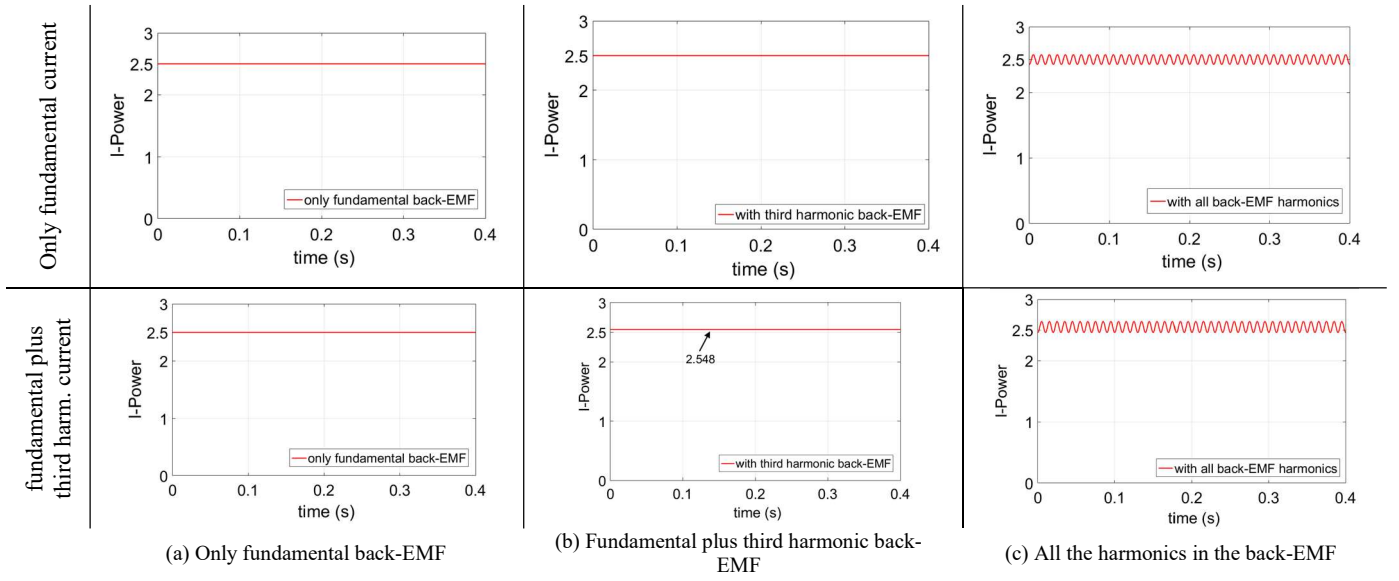 Only fundamental current
3
2.5
2
1
0
I-Power
only fundamental back-EMF
0
0.1
0.2
0.3
0.4
time (s)
3
2.5
2
1
0
I-Power
with third harmonic back-EMF
0
0.1
0.2
0.3
0.4
time (s)
3
2.5
2
1
0
I-Power
with all back-EMF harmonics
0
0.1
0.2
0.3
0.4
time (s)
fundamental plus
third harm. current
3
2.5
2
1
0
I-Power
only fundamental back-EMF
0
0.1
0.2
0.3
0.4
time (s)
3
2.5
2
1
0
I-Power
2.548
with third harmonic back-EMF
0
0.1
0.2
0.3
0.4
time (s)
3
2.5
2
1
0
I-Power
with all back-EMF harmonics
0
0.1
0.2
0.3
0.4
time (s)
(a) Only fundamental back-EMF
(b) Fundamental plus third harmonic back-
EMF
(c) All the harmonics in the back-EMF